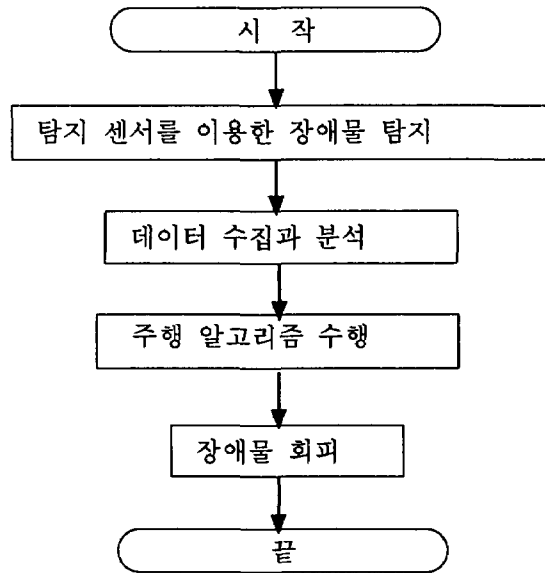 시 작
탐지 센서를 이용한 장애물 탐지
데이터 수집과 분석
주행 알고리즘 수행
장애물 회피
끝